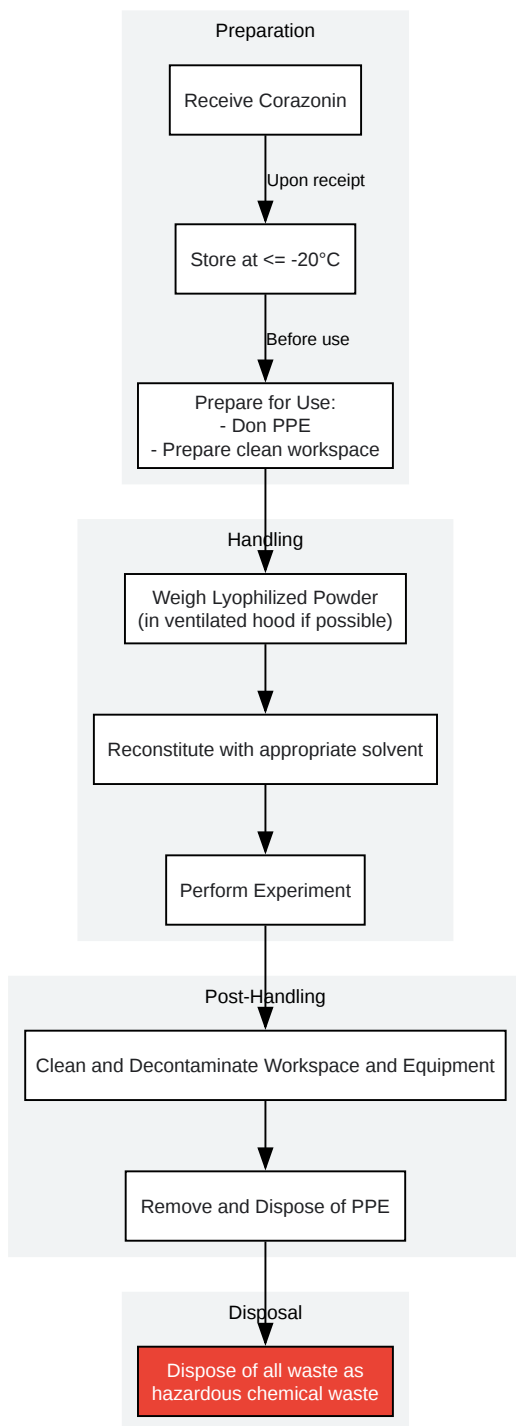 Preparation
Receive Corazonin
Upon receipt
Store at <= -20°C
Before use
Prepare for Use:
- Don PPE
- Prepare clean workspace
Handling
Weigh Lyophilized Powder
(in ventilated hood if possible)
Reconstitute with appropriate solvent
Perform Experiment
Post-Handling
Clean and Decontaminate Workspace and Equipment
Remove and Dispose of PPE
Disposal
Dispose of all waste as
hazardous chemical waste